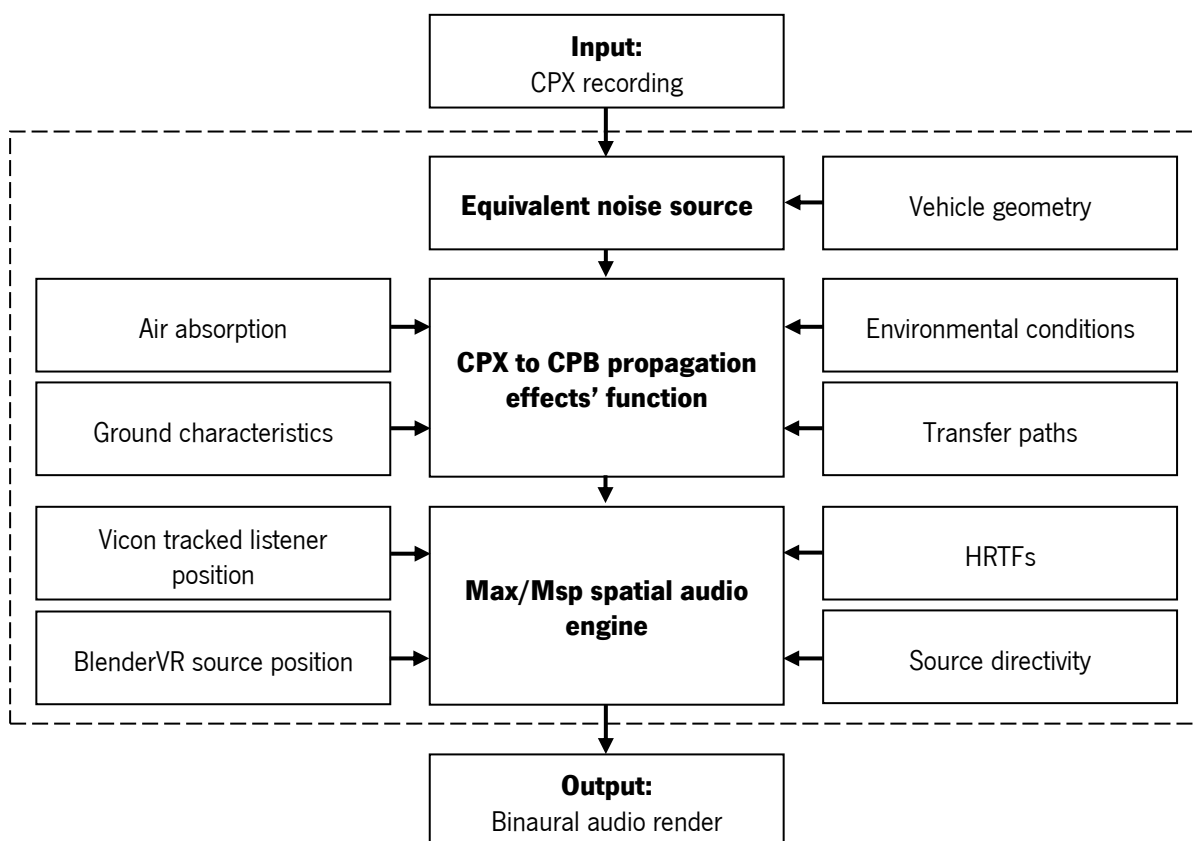 Input:
CPX recording
Equivalent noise source
Vehicle geometry
Air absorption
CPX to CPB propagation
effects’ function
Environmental conditions
Ground characteristics
Transfer paths
Vicon tracked listener
position
Max/Msp spatial audio
engine
HRTFs
BlenderVR source position
Source directivity
Output:
Binaural audio render